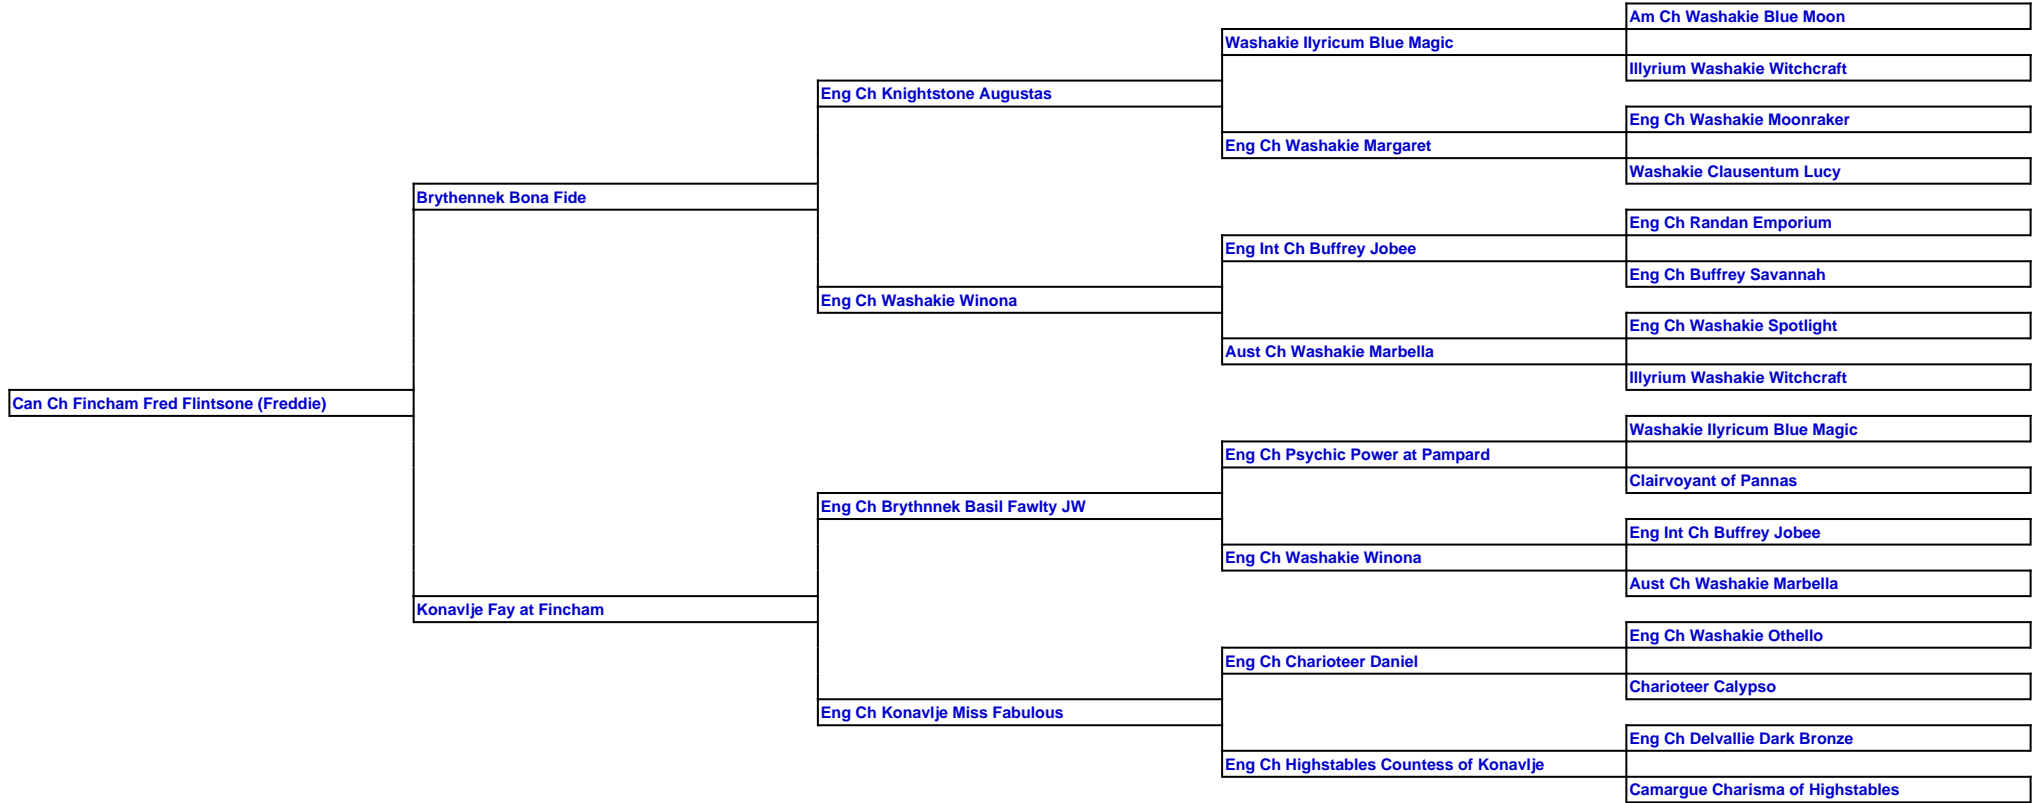 Am Ch Washakie Blue Moon
Washakie Ilyricum Blue Magic
Illyrium Washakie Witchcraft
Eng Ch Knightstone Augustas
Eng Ch Washakie Moonraker
Eng Ch Washakie Margaret
Washakie Clausentum Lucy
Brythennek Bona Fide
Eng Ch Randan Emporium
Eng Int Ch Buffrey Jobee
Eng Ch Buffrey Savannah
Eng Ch Washakie Winona
Eng Ch Washakie Spotlight
Aust Ch Washakie Marbella
Illyrium Washakie Witchcraft
Can Ch Fincham Fred Flintsone (Freddie)
Washakie Ilyricum Blue Magic
Eng Ch Psychic Power at Pampard
Clairvoyant of Pannas
Eng Ch Brythnnek Basil Fawlty JW
Eng Int Ch Buffrey Jobee
Eng Ch Washakie Winona
Aust Ch Washakie Marbella
Konavlje Fay at Fincham
Eng Ch Washakie Othello
Eng Ch Charioteer Daniel
Charioteer Calypso
Eng Ch Konavlje Miss Fabulous
Eng Ch Delvallie Dark Bronze
Eng Ch Highstables Countess of Konavlje
Camargue Charisma of Highstables